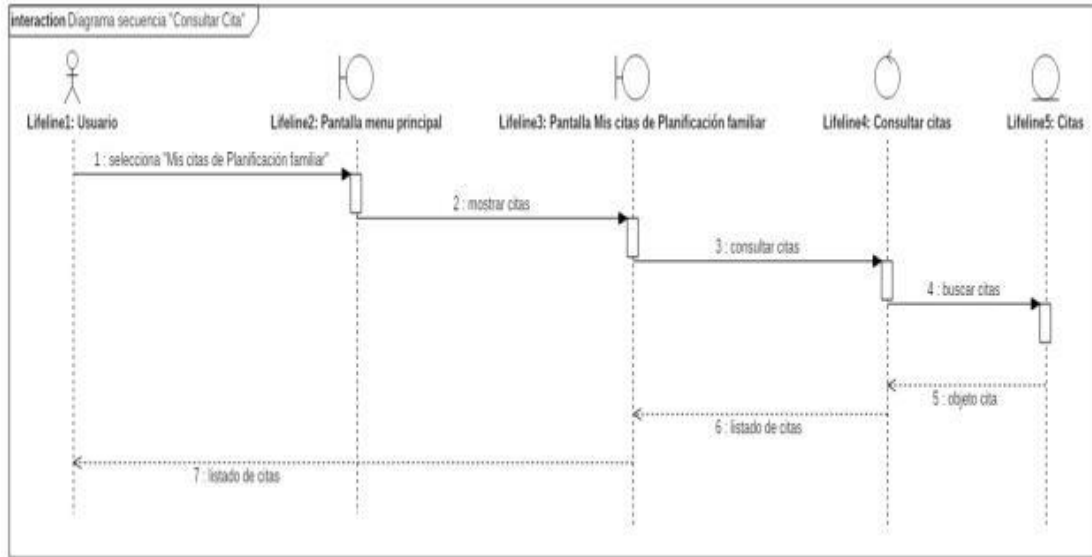 interaction Diagrama secuencia "Consultar Cita"
Lifeline1: Usuario
Lifeline2: Pantalla menu principal
Lifeline3: Pantalla Mis citas de Planificación familiar
Lifeline4: Consultar citas
Lifeline5: Citas
1 : selecciona "Mis citas de Planificación familiar"
2 : mostrar citas
3 : consultar citas
4 : buscar citas
5 : objeto cita
6 : listado de citas
7 : listado de citas